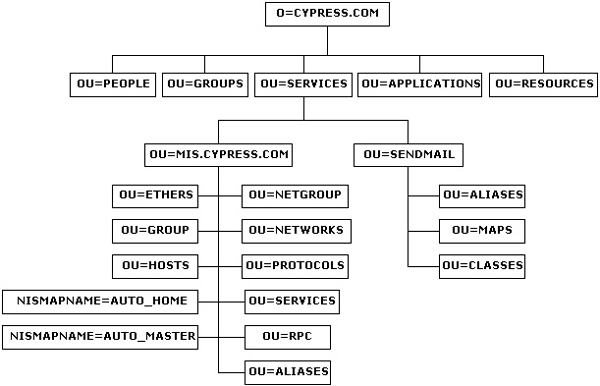 O=CYPRESS.COM
OU=PEOPLE OU=GROUPS OU=SERVICES OU=APPLICATIONS OU=RESOURCES
OU=MIS.CYPRESS.COM OU=SENDMAIL
OU=ETHERS OU=NETGROUP OU=ALIASES
OU=GROUP OU=NETWORKS OU=MAPS
OU=HOSTS OU=PROTOCOLS OU=CLASSES
NISMAPNAME=AUTO_HOME OU=SERVICES
NISMAPNAME=AUTO_MASTER OU=RPC
OU=ALIASES